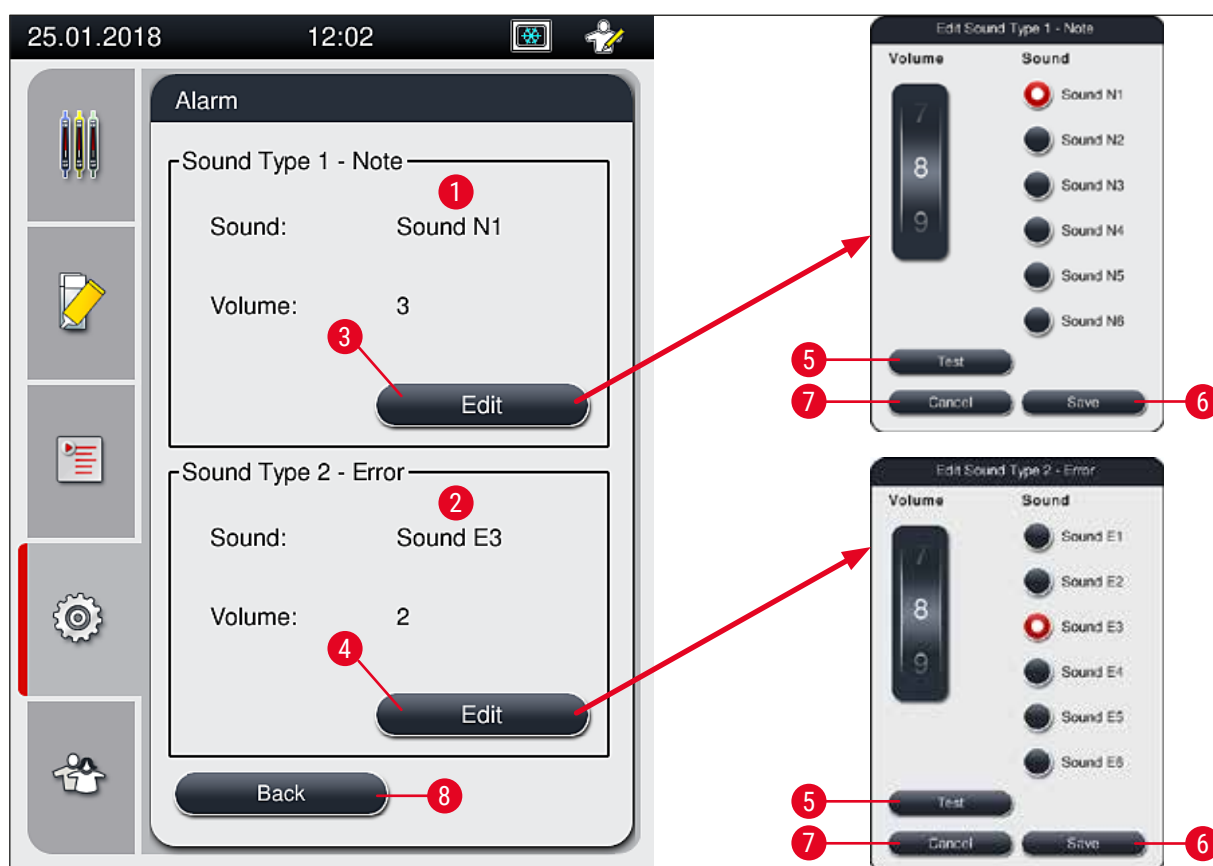 25.01.2018 12:02
Alarm
Sound Type 1 - Note
1
Sound: Sound N1
Volume: 3
3
Edit
Sound Type 2 - Error
2
Sound: Sound E3
Volume: 2
4
Edit
Back 8
Edit Sound Type 1 - Note
Volume Sound
7
8
9
Sound N1
Sound N2
Sound N3
Sound N4
Sound N5
Sound N6
5 Test
7 Cancel Save 6
Edit Sound Type 2 - Error
Volume Sound
7
8
9
Sound E1
Sound E2
Sound E3
Sound E4
Sound E5
Sound E6
5 Test
7 Cancel Save 6